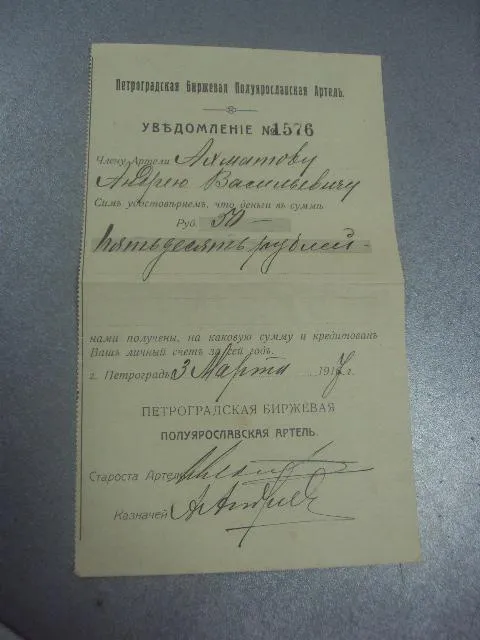 Петроградская Биржевая Полуярославская Артель.
УВѢДОМЛЕНІЕ №1576
Члену Артели Ахматову
Андрею Васильевичу
Симъ удостовѣряемъ, что деньги въ суммѣ
Руб. 50 —
пятьдесятъ рублей -
нами получены, на каковую сумму и кредитованъ
Вашъ личный счетъ за сей годъ.
г. Петроградъ 3 Марта 1917 г.
ПЕТРОГРАДСКАЯ БИРЖЕВАЯ
ПОЛУЯРОСЛАВСКАЯ АРТЕЛЬ.
Староста Артели
Казначей